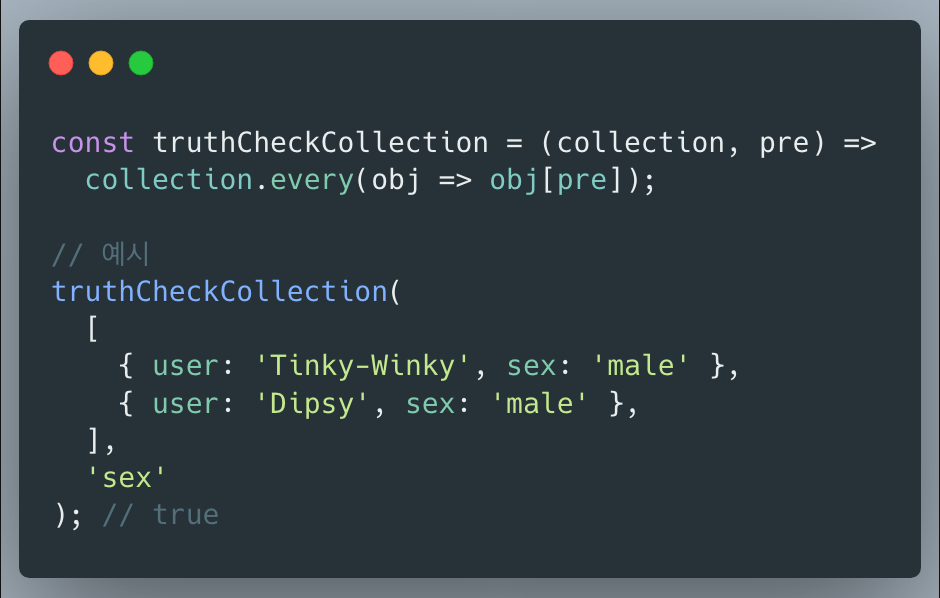 const truthCheckCollection = (collection, pre) =>
  collection.every(obj => obj[pre]);

// 예시
truthCheckCollection(
  [
    { user: 'Tinky-Winky', sex: 'male' },
    { user: 'Dipsy', sex: 'male' },
  ],
  'sex'
); // true